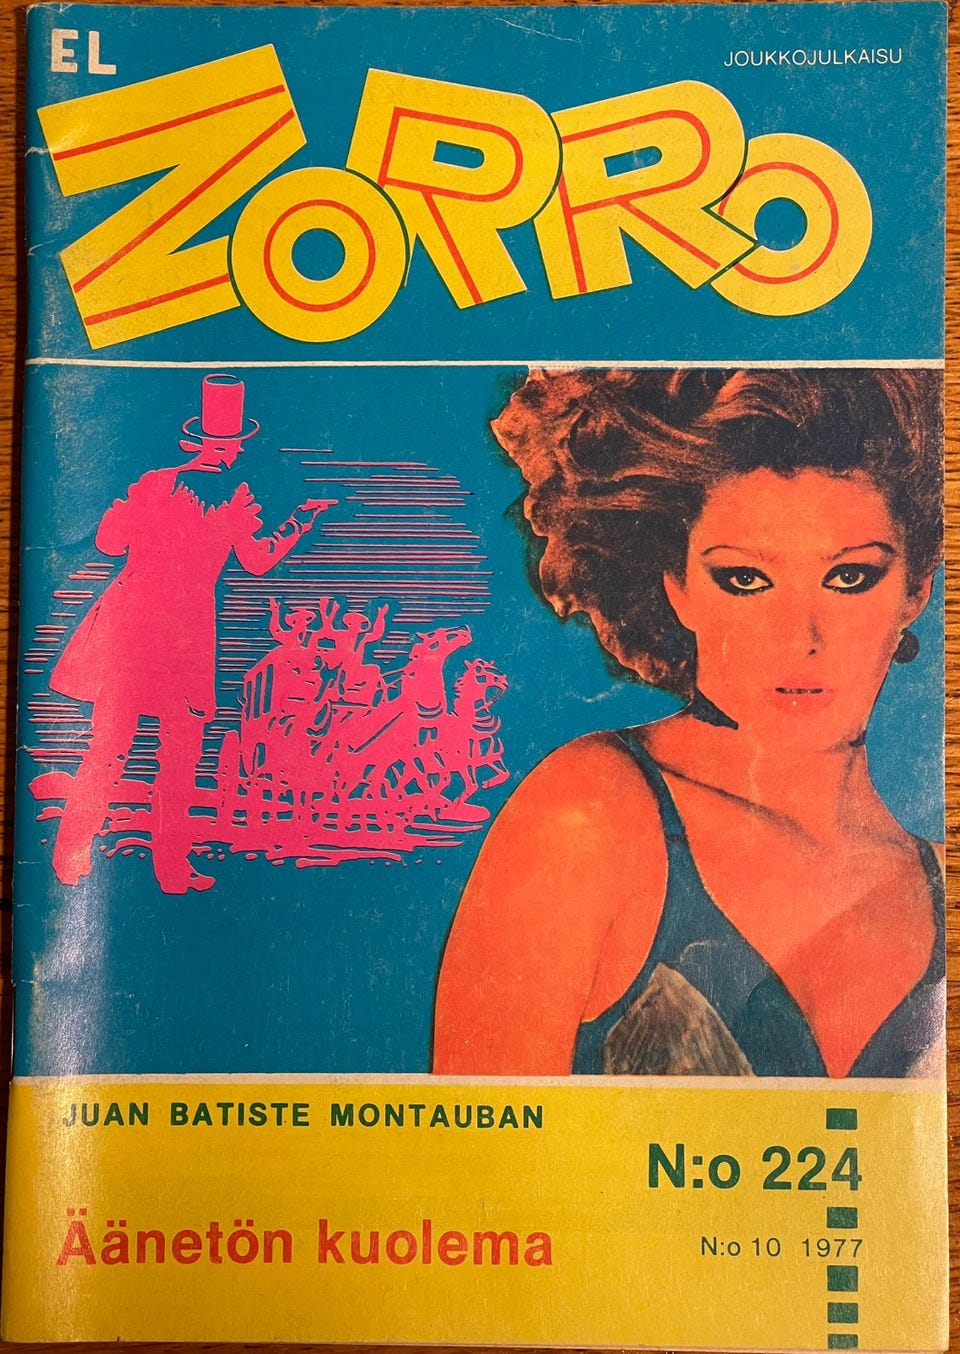 EL
JOUKKOJULKAISU
ZORRO
JUAN BATISTE MONTAUBAN
N:o 224
Äänetön kuolema
N:o 10 1977